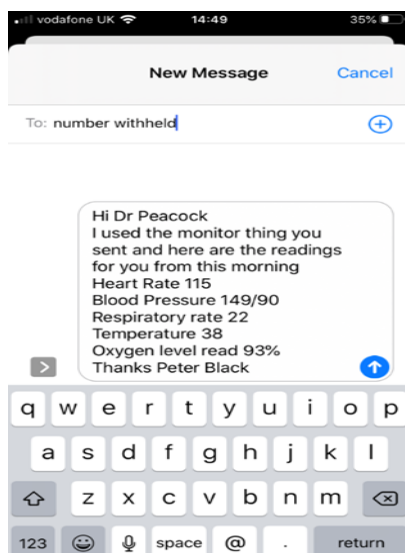 vodafone UK 14:49 35%
New Message Cancel
To: number withheld
Hi Dr Peacock
I used the monitor thing you
sent and here are the readings
for you from this morning
Heart Rate 115
Blood Pressure 149/90
Respiratory rate 22
Temperature 38
Oxygen level read 93%
Thanks Peter Black
q w e r t y u i o p
a s d f g h j k l
z x c v b n m
123 space @ . return